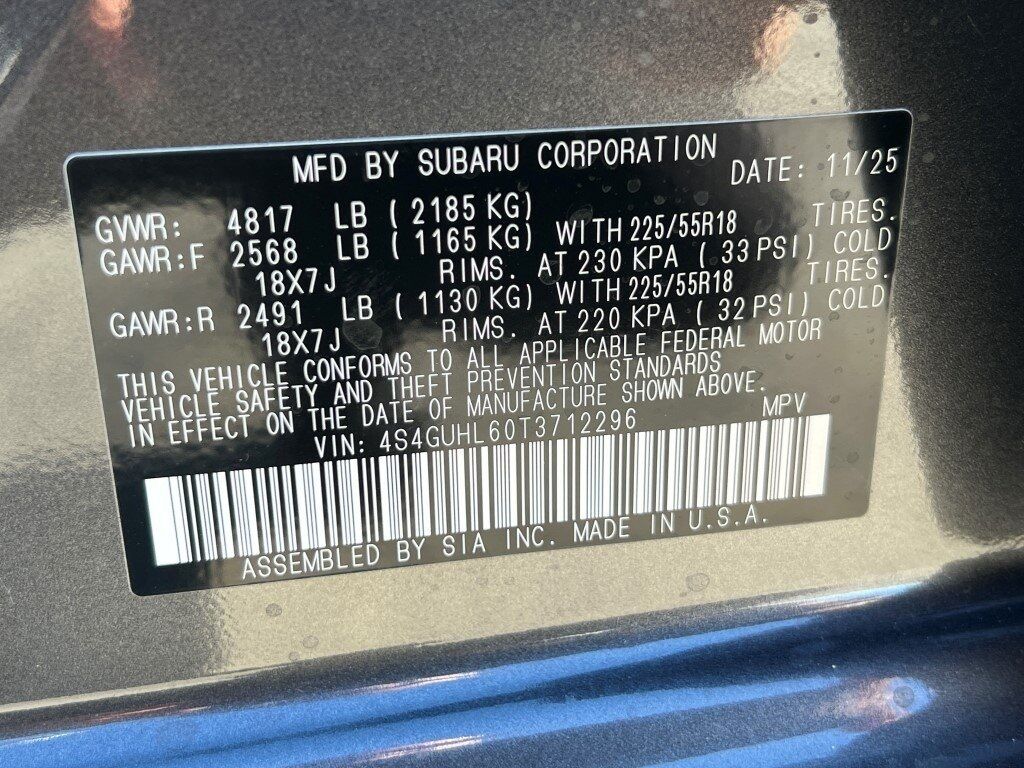 MFD BY SUBARU CORPORATION DATE: 11/25
GVWR: 4817 LB ( 2185 KG)
GAWR:F 2568 LB ( 1165 KG) WITH 225/55R18 TIRES.
18X7J RIMS. AT 230 KPA ( 33 PSI) COLD
GAWR:R 2491 LB ( 1130 KG) WITH 225/55R18 TIRES.
18X7J RIMS. AT 220 KPA ( 32 PSI) COLD
THIS VEHICLE CONFORMS TO ALL APPLICABLE FEDERAL MOTOR
VEHICLE SAFETY AND THEFT PREVENTION STANDARDS
IN EFFECT ON THE DATE OF MANUFACTURE SHOWN ABOVE.
VIN: 4S4GUHL60T3712296 MPV
ASSEMBLED BY SIA INC. MADE IN U.S.A.